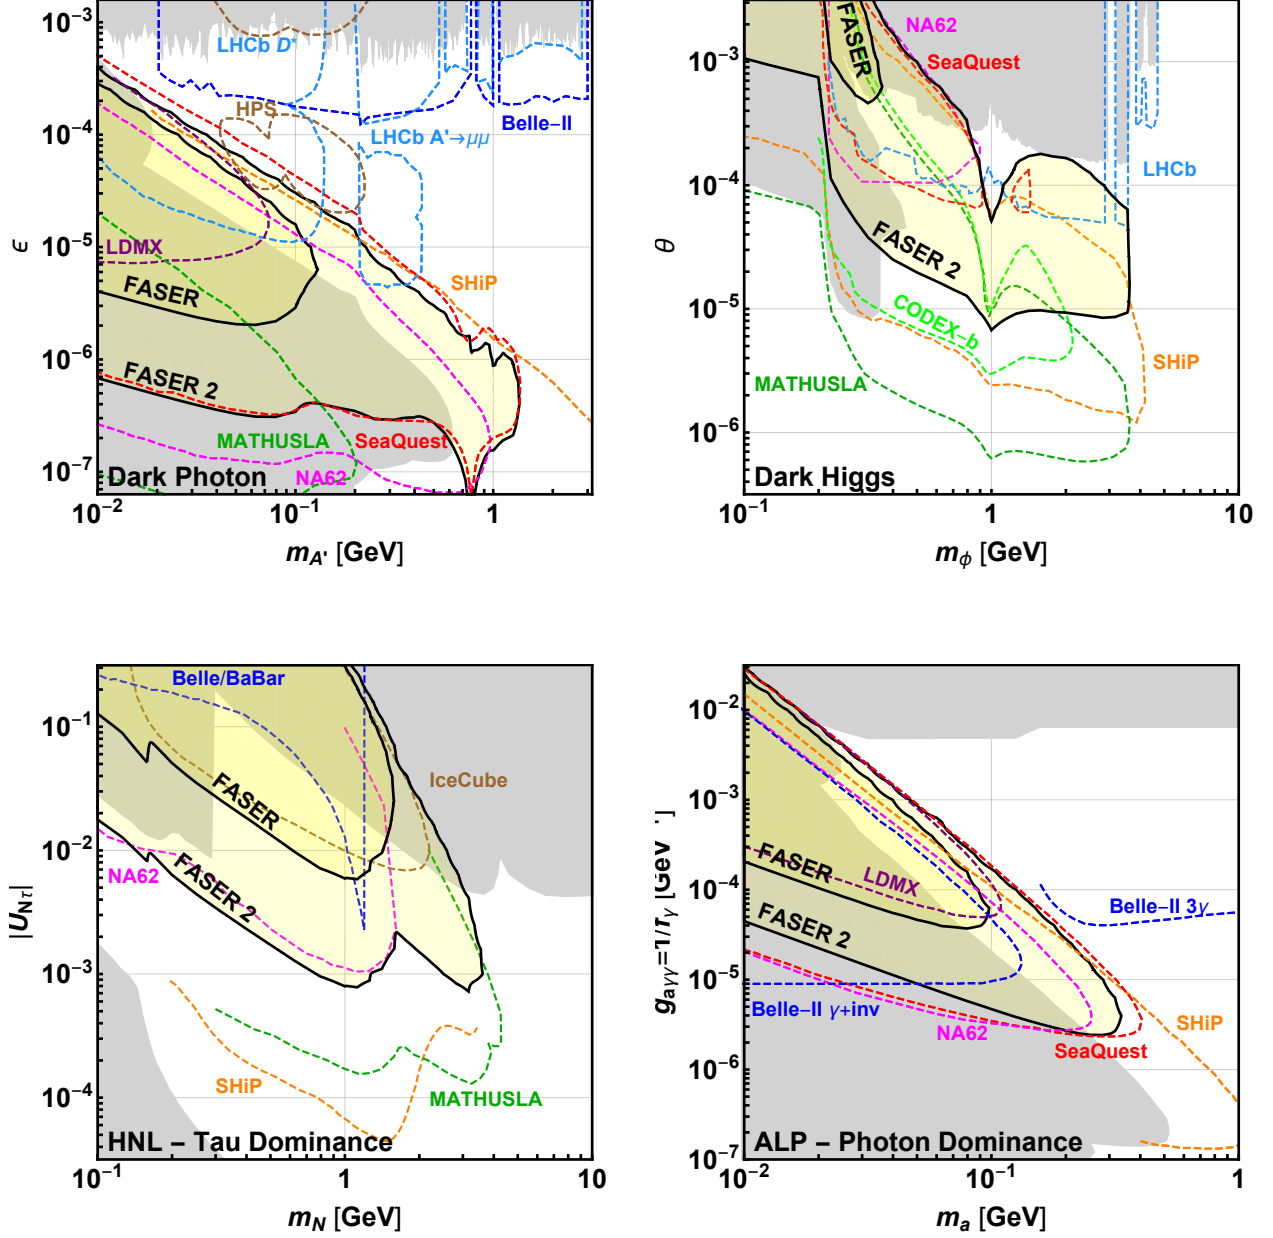 10⁻³
10⁻⁴
10⁻⁵
10⁻⁶
10⁻⁷
ϵ
LHCb D*
HPS
LHCb A'→μμ
Belle−II
LDMX
FASER
SHiP
FASER 2
MATHUSLA
SeaQuest
NA62
Dark Photon
10⁻² 10⁻¹ 1
m_A' [GeV]
10⁻³
10⁻⁴
10⁻⁵
10⁻⁶
θ
FASER
NA62
SeaQuest
LHCb
FASER 2
CODEX−b
SHiP
MATHUSLA
Dark Higgs
10⁻¹ 1 10
m_ϕ [GeV]
10⁻¹
10⁻²
10⁻³
10⁻⁴
|U_Nτ|
Belle/BaBar
IceCube
FASER
NA62
FASER 2
SHiP
MATHUSLA
HNL − Tau Dominance
10⁻¹ 1 10
m_N [GeV]
10⁻²
10⁻³
10⁻⁴
10⁻⁵
10⁻⁶
10⁻⁷
g_aγγ=1/f_γ [GeV
FASER
LDMX
Belle−II 3γ
FASER 2
Belle−II γ+inv
NA62
SHiP
SeaQuest
ALP − Photon Dominance
10⁻² 10⁻¹ 1
m_a [GeV]